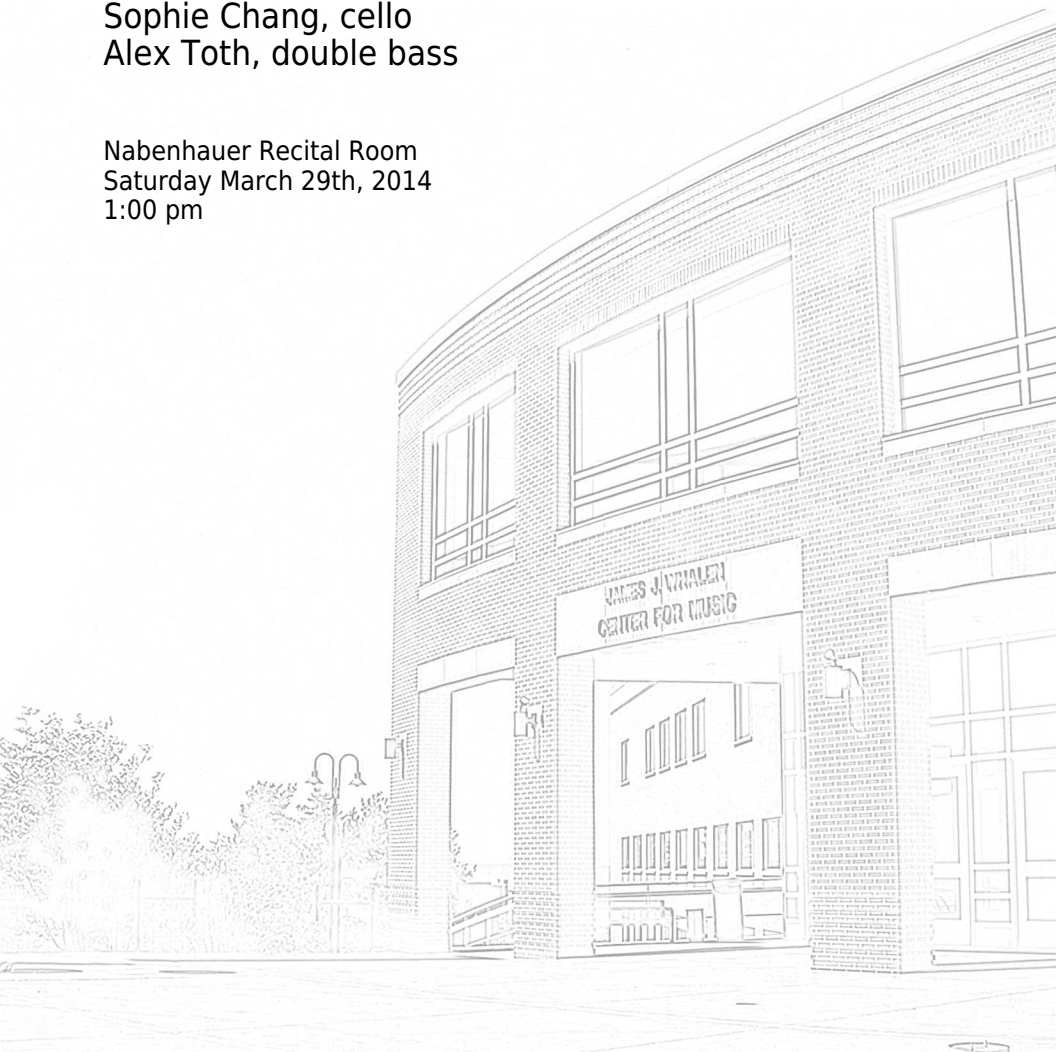 Sophie Chang, cello
Alex Toth, double bass
Nabenhauer Recital Room
Saturday March 29th, 2014
1:00 pm
JAMES J. WHALEN
CENTER FOR MUSIC